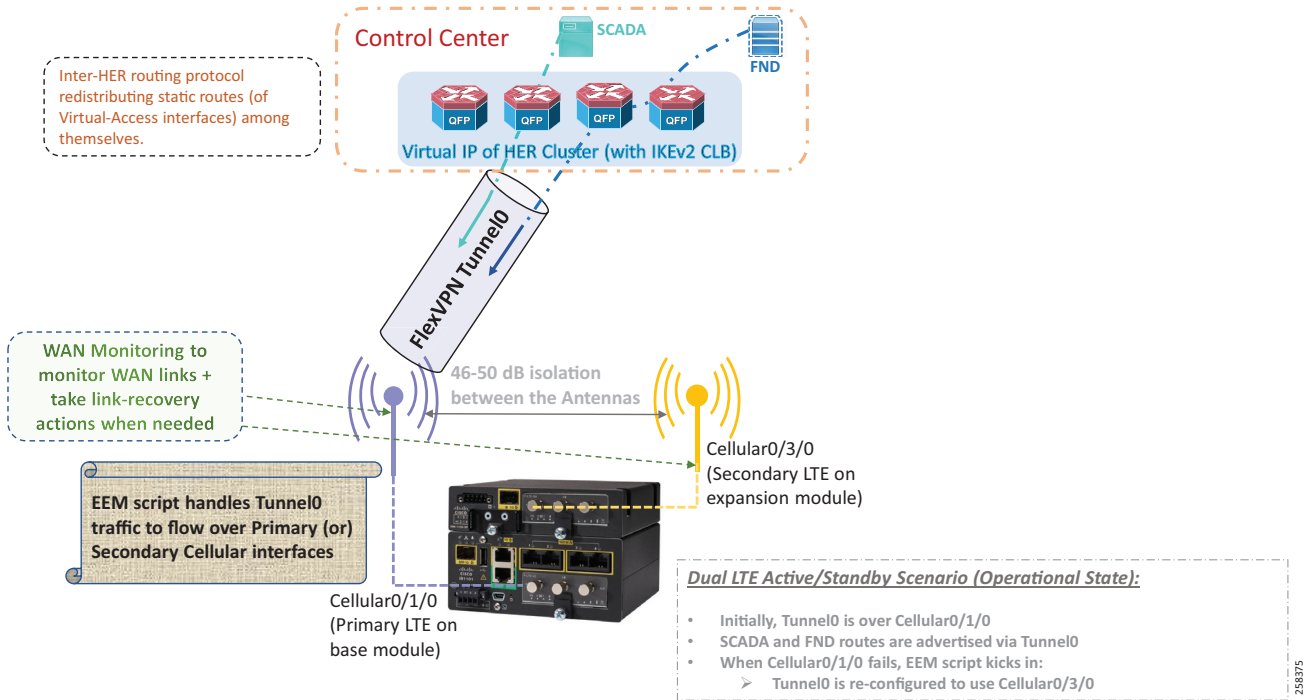 Control Center
SCADA
FND
Inter-HER routing protocol
redistributing static routes (of
Virtual-Access interfaces) among
themselves.
QFP
QFP
QFP
QFP
Virtual IP of HER Cluster (with IKEv2 CLB)
FlexVPN Tunnel0
WAN Monitoring to
monitor WAN links +
take link-recovery
actions when needed
46-50 dB isolation
between the Antennas
Cellular0/3/0
(Secondary LTE on
expansion module)
EEM script handles Tunnel0
traffic to flow over Primary (or)
Secondary Cellular interfaces
Cellular0/1/0
(Primary LTE on
base module)
Dual LTE Active/Standby Scenario (Operational State):
• Initially, Tunnel0 is over Cellular0/1/0
• SCADA and FND routes are advertised via Tunnel0
• When Cellular0/1/0 fails, EEM script kicks in:
➢ Tunnel0 is re-configured to use Cellular0/3/0